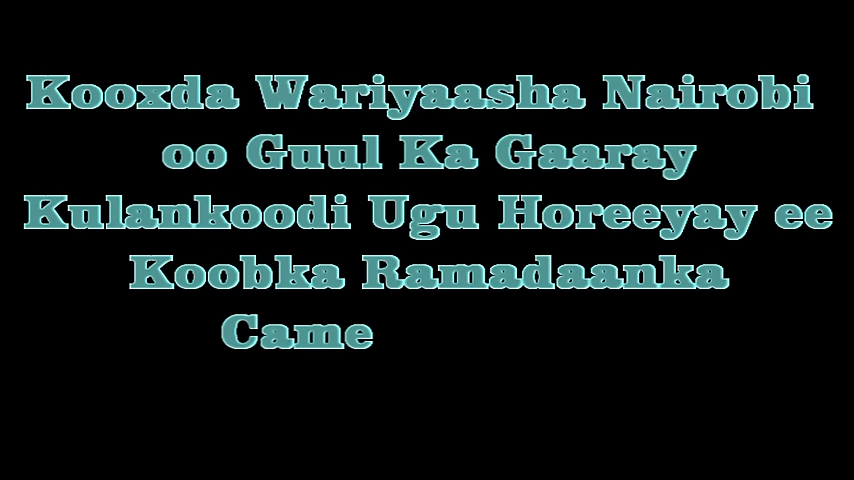 Kooxda Wariyaasha Nairobi
oo Guul Ka Gaaray
Kulankoodi Ugu Horeeyay ee
Koobka Ramadaanka
Came